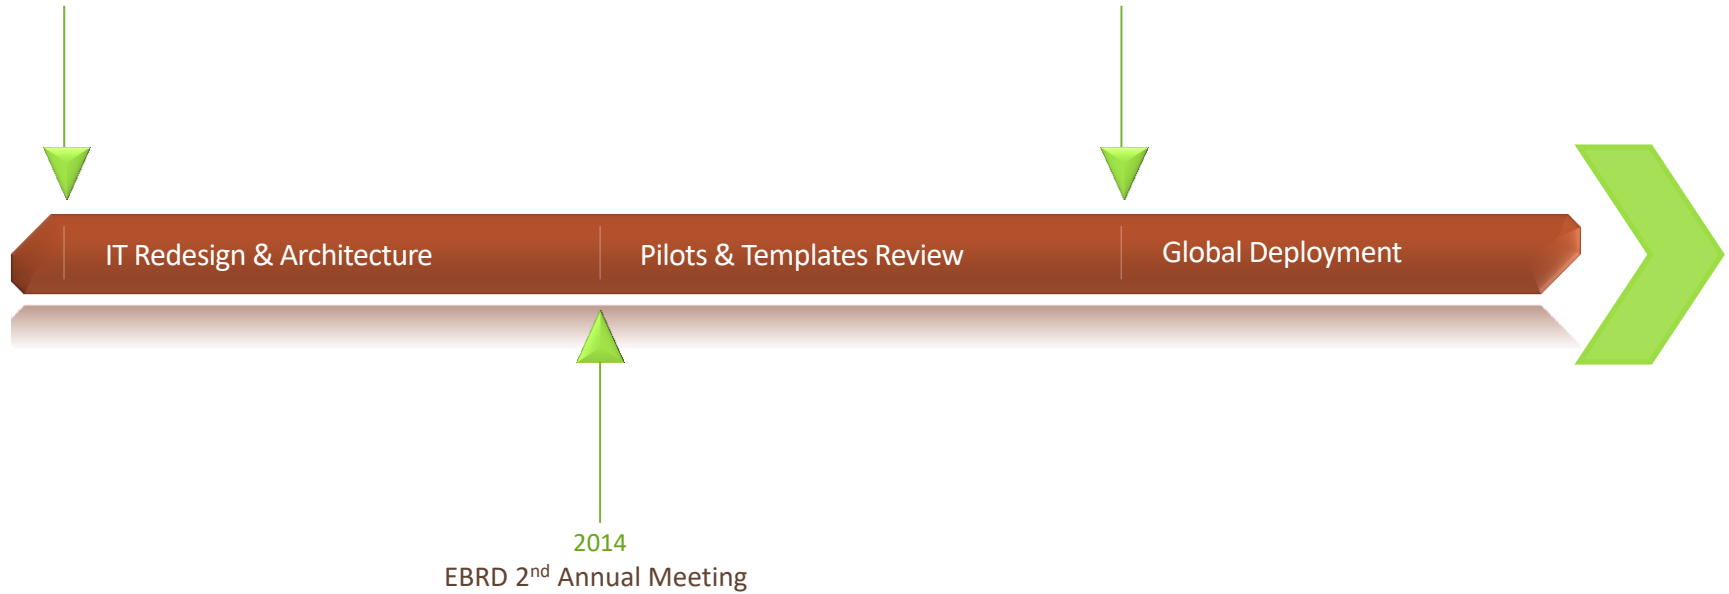 IT Redesign & Architecture
Pilots & Templates Review
Global Deployment
2014
EBRD 2nd Annual Meeting